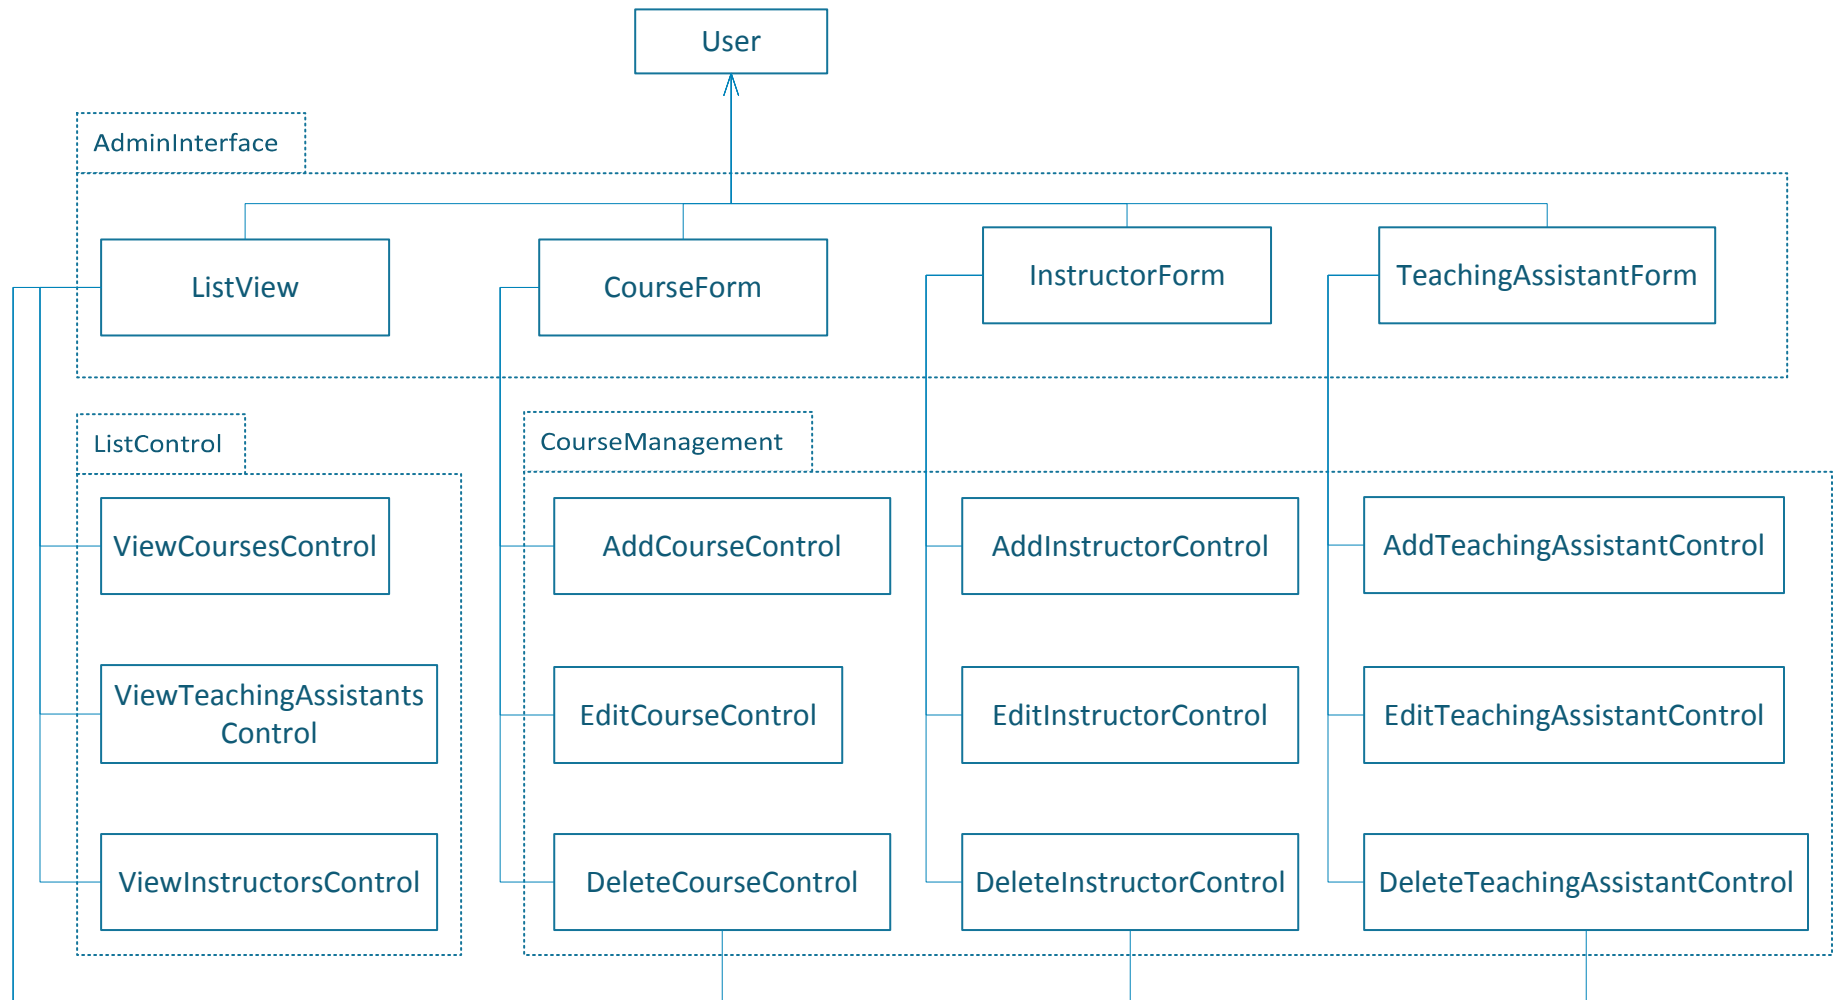 User
AdminInterface
ListView
CourseForm
InstructorForm
TeachingAssistantForm
ListControl
CourseManagement
ViewCoursesControl
AddCourseControl
AddInstructorControl
AddTeachingAssistantControl
ViewTeachingAssistants
Control
EditCourseControl
EditInstructorControl
EditTeachingAssistantControl
ViewInstructorsControl
DeleteCourseControl
DeleteInstructorControl
DeleteTeachingAssistantControl